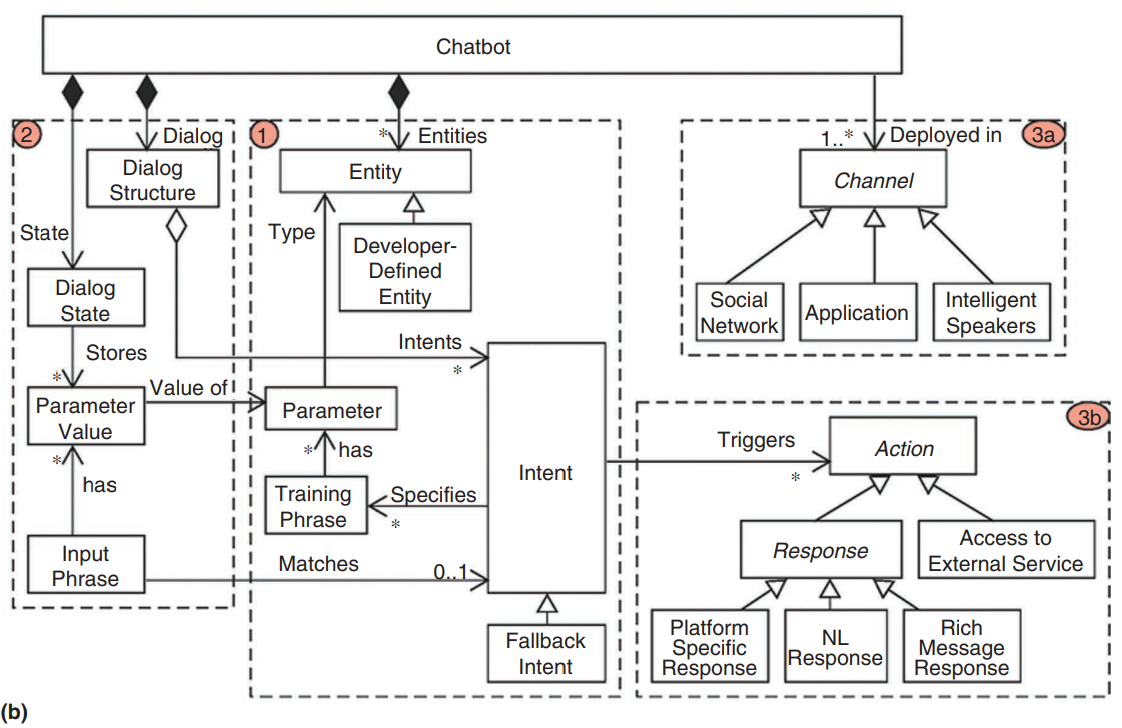 Chatbot
2
Dialog
1
*
Entities
1..*
Deployed in
3a
Dialog
Structure
Entity
Channel
State
Type
Developer-
Defined
Entity
Dialog
State
Social
Network
Application
Intelligent
Speakers
Stores
*
Intents
*
Parameter
Value
Value of
Parameter
3b
*
has
*
has
Triggers
*
Action
Training
Phrase
Specifies
*
Intent
Input
Phrase
Matches
0..1
Response
Access to
External Service
Fallback
Intent
Platform
Specific
Response
NL
Response
Rich
Message
Response
(b)